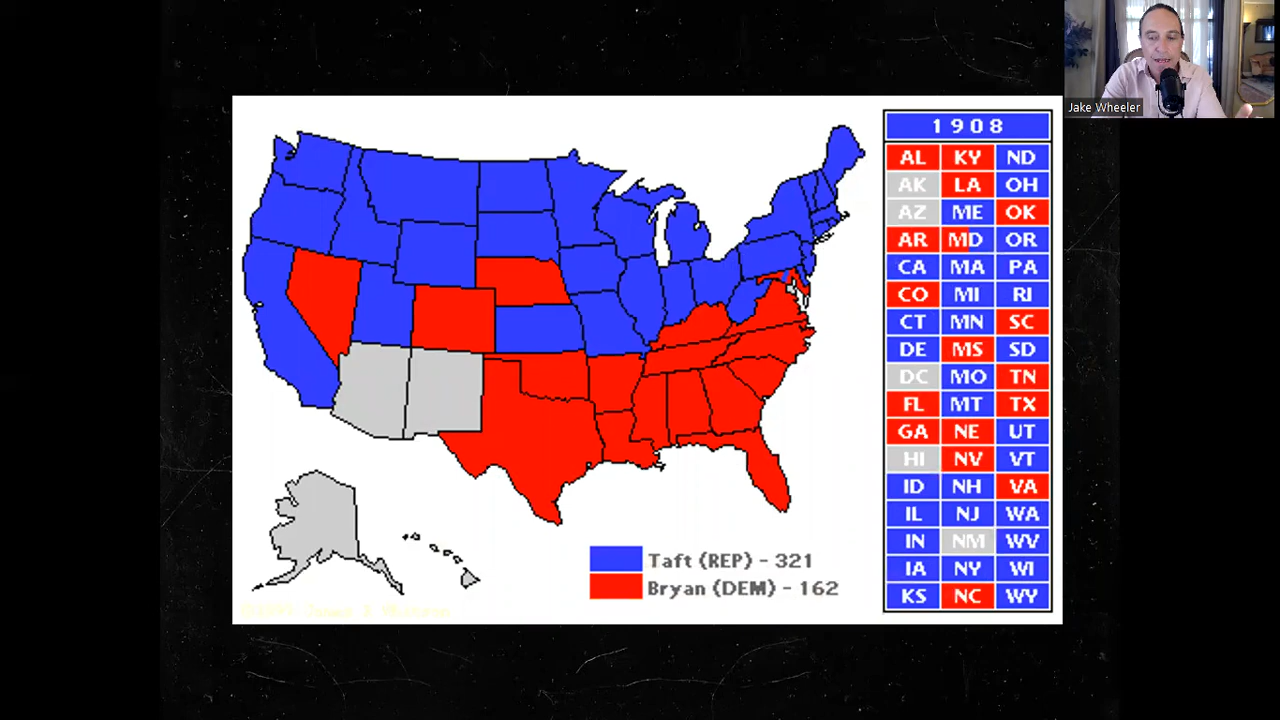 Jake Wheeler
1908
AL KY ND
AK LA OH
AZ ME OK
AR MD OR
CA MA PA
CO MI RI
CT MN SC
DE MS SD
DC MO TN
FL MT TX
GA NE UT
HI NV VT
ID NH VA
IL NJ WA
IN NM WV
IA NY WI
KS NC WY
Taft (REP) - 321
Bryan (DEM) - 162